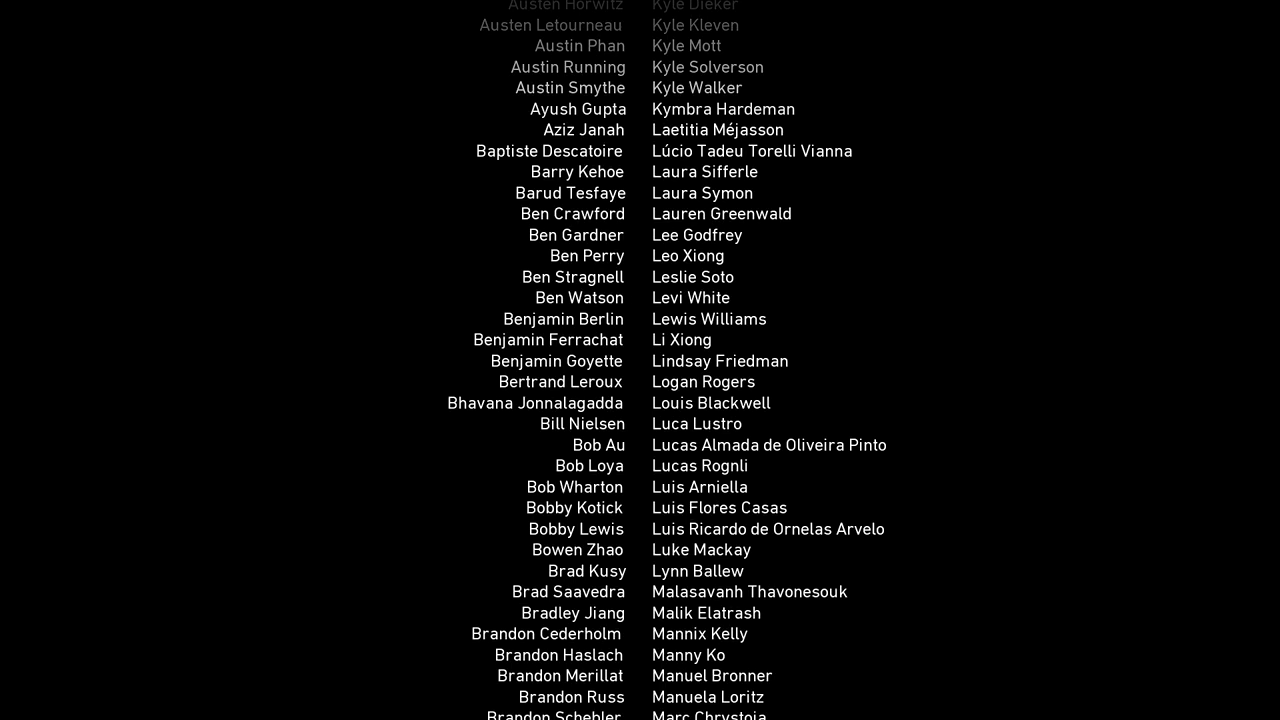 Austen Horwitz Kyle Dieker
Austen Letourneau Kyle Kleven
Austin Phan Kyle Mott
Austin Running Kyle Solverson
Austin Smythe Kyle Walker
Ayush Gupta Kymbra Hardeman
Aziz Janah Laetitia Méjasson
Baptiste Descatoire Lúcio Tadeu Torelli Vianna
Barry Kehoe Laura Sifferle
Barud Tesfaye Laura Symon
Ben Crawford Lauren Greenwald
Ben Gardner Lee Godfrey
Ben Perry Leo Xiong
Ben Stragnell Leslie Soto
Ben Watson Levi White
Benjamin Berlin Lewis Williams
Benjamin Ferrachat Li Xiong
Benjamin Goyette Lindsay Friedman
Bertrand Leroux Logan Rogers
Bhavana Jonnalagadda Louis Blackwell
Bill Nielsen Luca Lustro
Bob Au Lucas Almada de Oliveira Pinto
Bob Loya Lucas Rognli
Bob Wharton Luis Arniella
Bobby Kotick Luis Flores Casas
Bobby Lewis Luis Ricardo de Ornelas Arvelo
Bowen Zhao Luke Mackay
Brad Kusy Lynn Ballew
Brad Saavedra Malasavanh Thavonesouk
Bradley Jiang Malik Elatrash
Brandon Cederholm Mannix Kelly
Brandon Haslach Manny Ko
Brandon Merillat Manuel Bronner
Brandon Russ Manuela Loritz
Brandon Schebler Marc Chrystoja